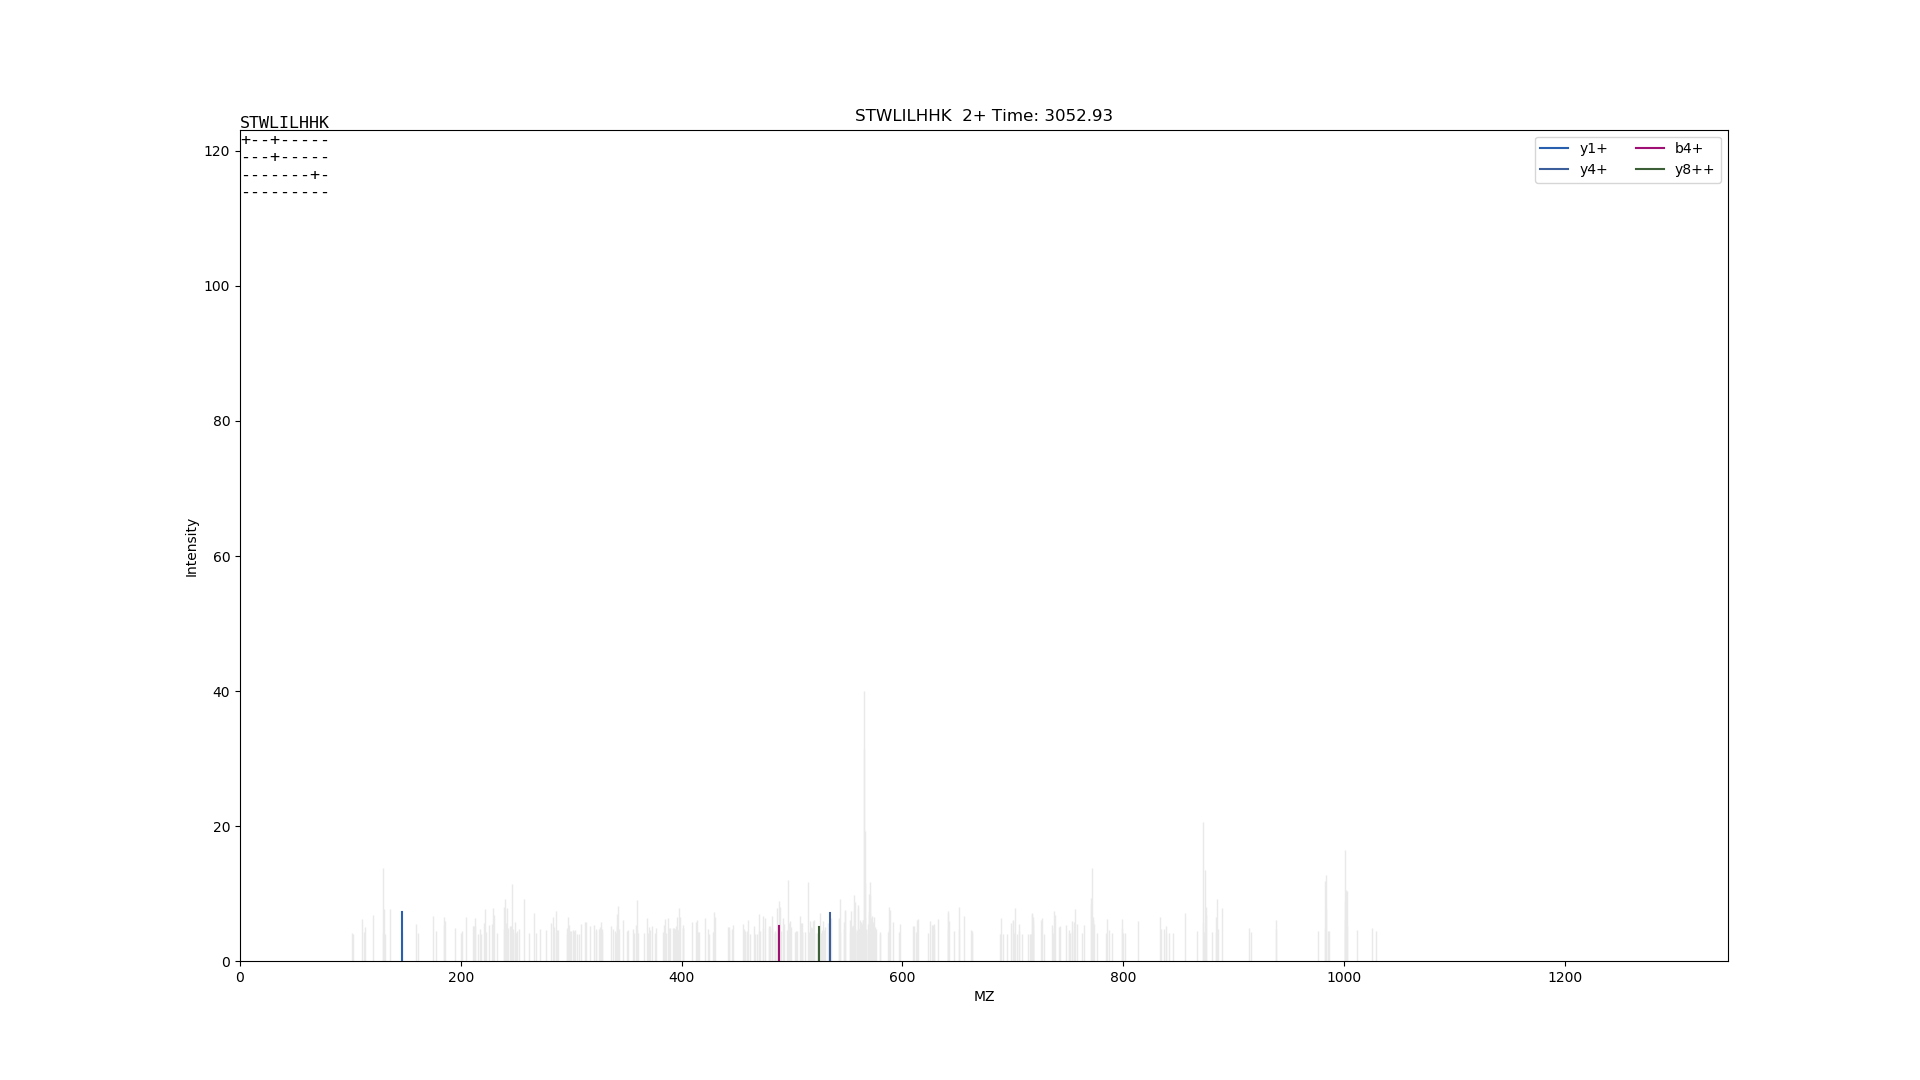 STWLILHHK 2+ Time: 3052.93
STWLILHHK
+--+-----
---+-----
-------+-
---------
y1+
y4+
b4+
y8++
120
100
80
60
40
20
0
Intensity
0 200 400 600 800 1000 1200
MZ